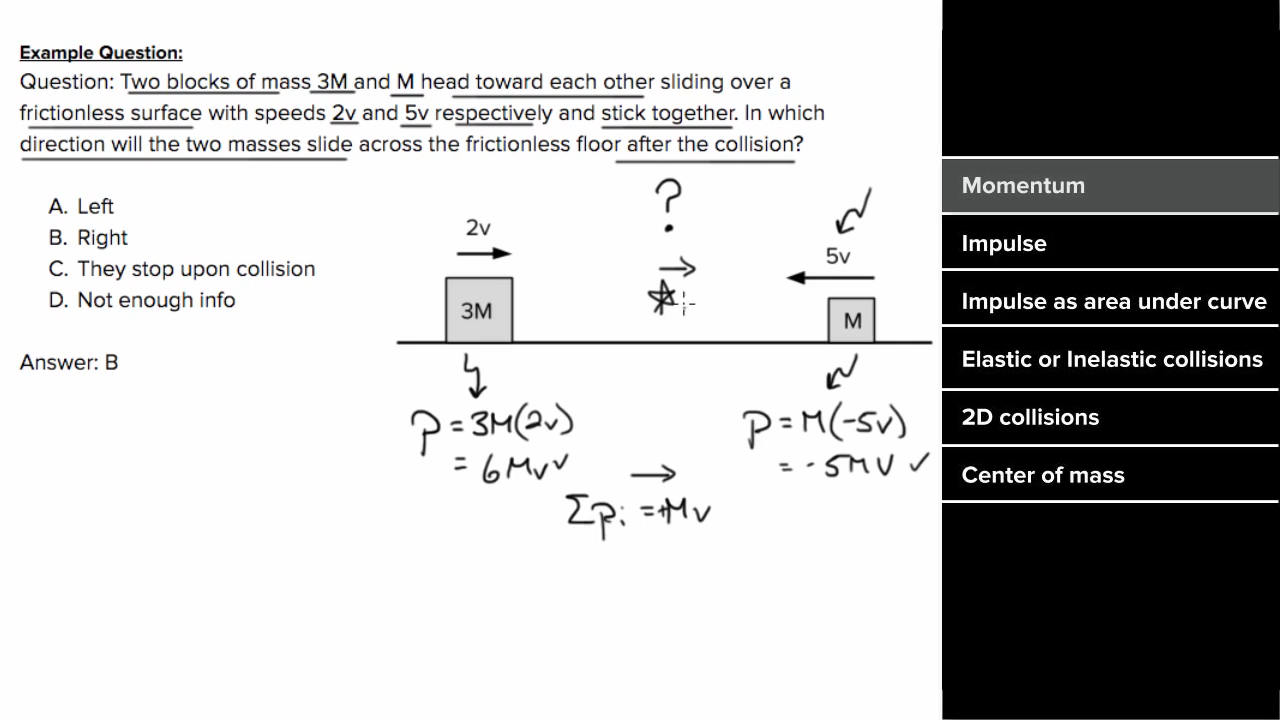 Example Question:
Question: Two blocks of mass 3M and M head toward each other sliding over a
frictionless surface with speeds 2v and 5v respectively and stick together. In which
direction will the two masses slide across the frictionless floor after the collision?
A. Left
B. Right
C. They stop upon collision
D. Not enough info
Answer: B
?
2v
5v
3M
M
p = 3M(2v)
= 6Mv ✓
p = M(-5v)
= -5MV ✓
Σpi = +Mv
Momentum
Impulse
Impulse as area under curve
Elastic or Inelastic collisions
2D collisions
Center of mass